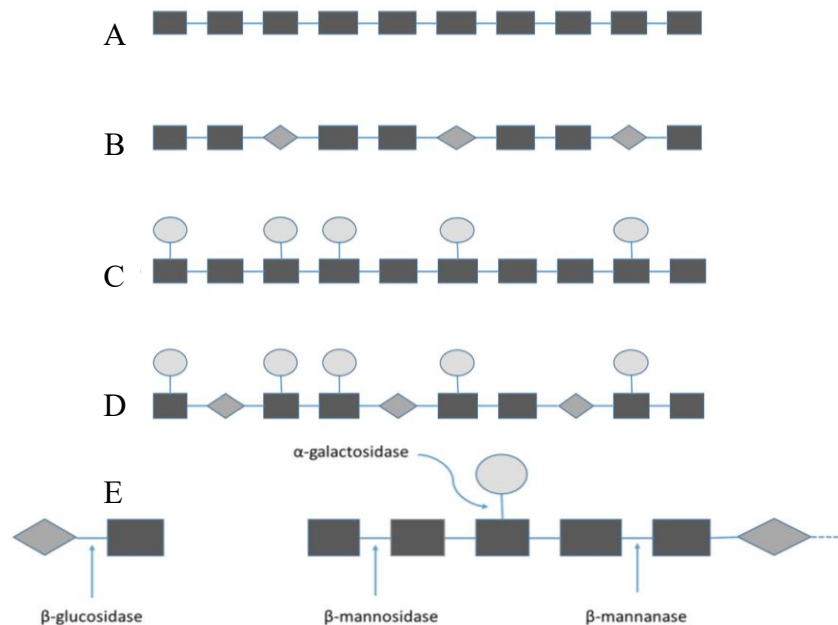 A
B
C
D
α-galactosidase
E
β-glucosidase β-mannosidase β-mannanase